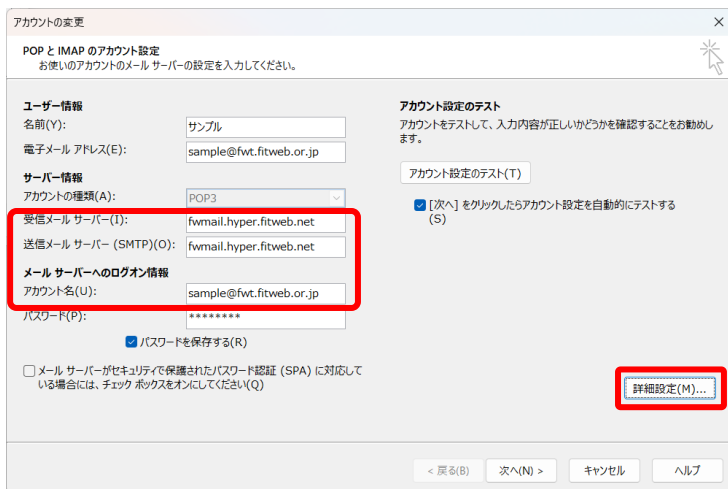 アカウントの変更
POP と IMAP のアカウント設定
お使いのアカウントのメール サーバーの設定を入力してください。
ユーザー情報
名前(Y):
サンプル
電子メール アドレス(E):
sample@fwt.fitweb.or.jp
サーバー情報
アカウントの種類(A):
POP3
受信メール サーバー(I):
fwmail.hyper.fitweb.net
送信メール サーバー (SMTP)(O):
fwmail.hyper.fitweb.net
メール サーバーへのログオン情報
アカウント名(U):
sample@fwt.fitweb.or.jp
パスワード(P):
********
パスワードを保存する(R)
メール サーバーがセキュリティで保護されたパスワード認証 (SPA) に対応して
いる場合には、チェック ボックスをオンにしてください(Q)
アカウント設定のテスト
アカウントをテストして、入力内容が正しいかどうかを確認することをお勧めし
ます。
アカウント設定のテスト(T)
[次へ] をクリックしたらアカウント設定を自動的にテストする
(S)
詳細設定(M)...
< 戻る(B)
次へ(N) >
キャンセル
ヘルプ